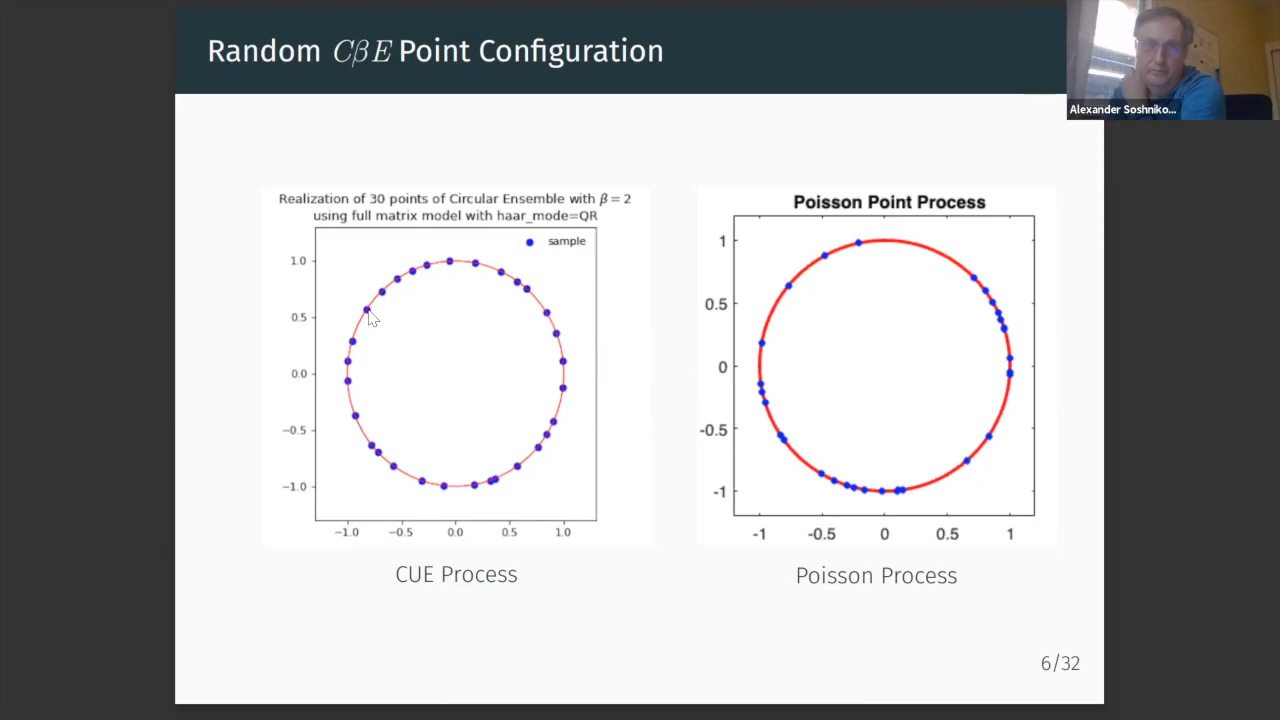 Random CβE Point Configuration
Alexander Soshniko...
Realization of 30 points of Circular Ensemble with β = 2
using full matrix model with haar_mode=QR
sample
1.0
0.5
0.0
−0.5
−1.0
−1.0 −0.5 0.0 0.5 1.0
CUE Process
Poisson Point Process
1
0.5
0
-0.5
-1
-1 -0.5 0 0.5 1
Poisson Process
6/32